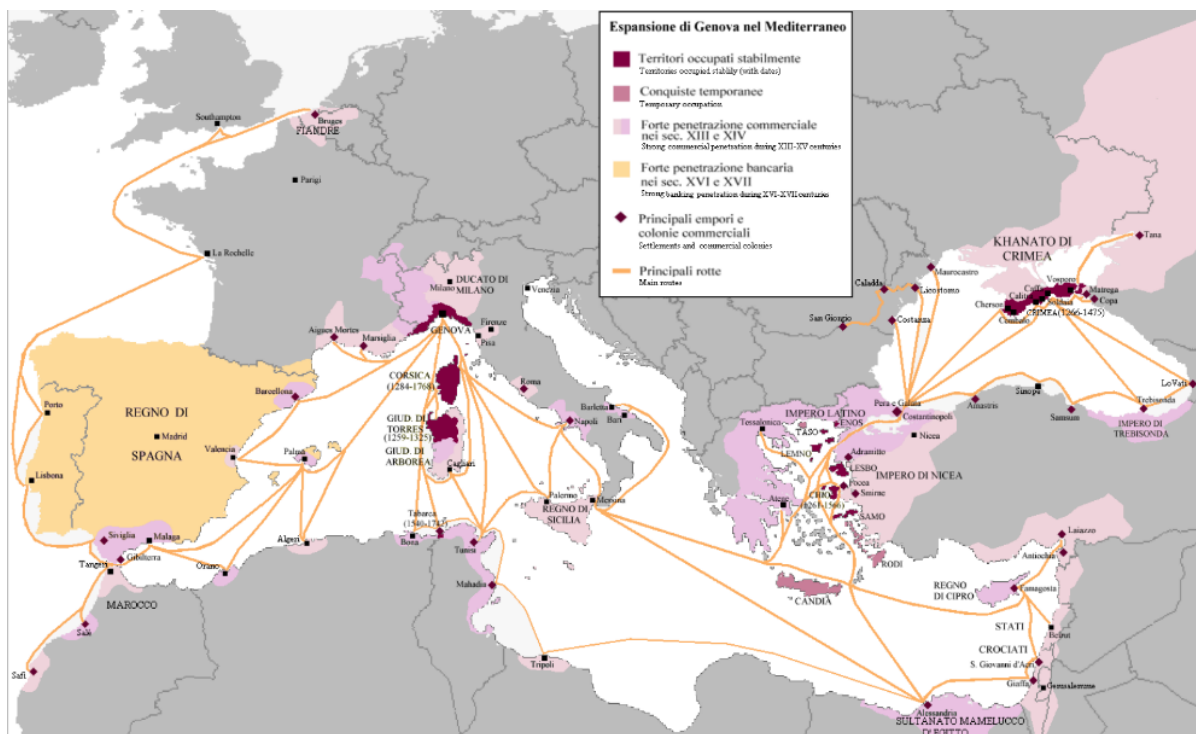 Espansione di Genova nel Mediterraneo
Territori occupati stabilmente
Territories occupied stablily (with dates)
Conquiste temporanee
Temporary occupation
Forte penetrazione commerciale
nei sec. XIII e XIV
Strong commercial penetration during XIII-XV centuries
Forte penetrazione bancaria
nei sec. XVI e XVII
Strong banking penetration during XVI-XVII centuries
Principali empori e
colonie commerciali
Settlements and commercial colonies
Principali rotte
Main routes
Southampton
Bruges
FIANDRE
Parigi
La Rochelle
DUCATO DI
MILANO
Milano
Venezia
GENOVA
Firenze
Pisa
Aigues Mortes
Marsiglia
CORSICA
(1284-1768)
GIUD. DI
TORRES
(1259-1325)
GIUD. DI
ARBOREA
Cagliari
Roma
Napoli
Barletta
Bari
Barcellona
Porto
REGNO DI
SPAGNA
Madrid
Valencia
Palma
Lisbona
Siviglia
Malaga
Gibilterra
Tangeri
MAROCCO
Salé
Safi
Orano
Algeri
Bona
Tabarca
(1540-1742)
Tunisi
Mahadia
Tripoli
Palermo
Messina
REGNO DI
SICILIA
KHANATO DI
CRIMEA
Tana
Maurocastro
Licostomo
Caladda
San Giorgio
Costanza
Vosporo
Caffa
Soldaia
Cherson
Cembalo
Matrega
Copa
CRIMEA (1266-1475)
LoVati
Trebisonda
IMPERO DI
TREBISONDA
Samsun
Sinope
Amastris
Pera e Galata
Costantinopoli
Nicea
IMPERO LATINO
ENOS
Tessalonica
TASO
LEMNO
Adramitto
LESBO
IMPERO DI NICEA
Focea
Smirne
CHIO
(1261-1566)
Atene
SAMO
RODI
CANDIA
Laiazzo
Antiochia
REGNO
DI CIPRO
Famagosta
STATI
CROCIATI
Beirut
S. Giovanni d'Acri
Giaffa
Gerusalemme
Alessandria
SULTANATO MAMELUCCO
D'EGITTO